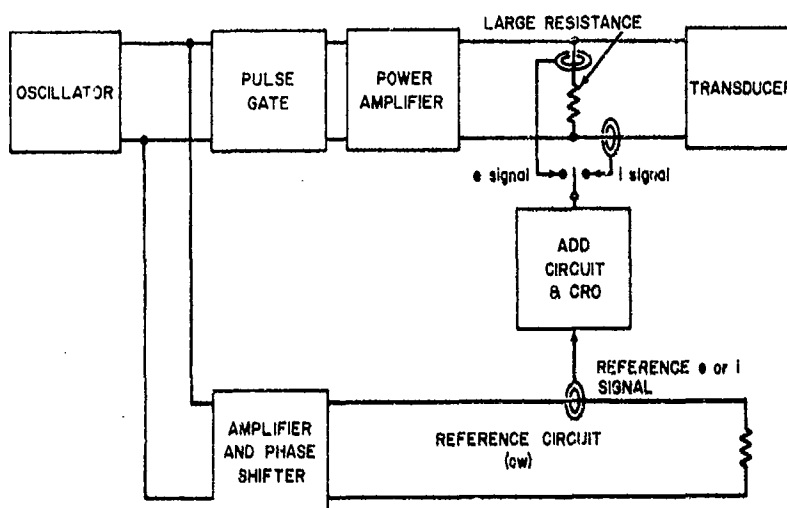 LARGE RESISTANCE
OSCILLATOR
PULSE
GATE
POWER
AMPLIFIER
TRANSDUCER
e signal
i signal
ADD
CIRCUIT
& CRO
REFERENCE e or i
SIGNAL
AMPLIFIER
AND PHASE
SHIFTER
REFERENCE CIRCUIT
(cw)